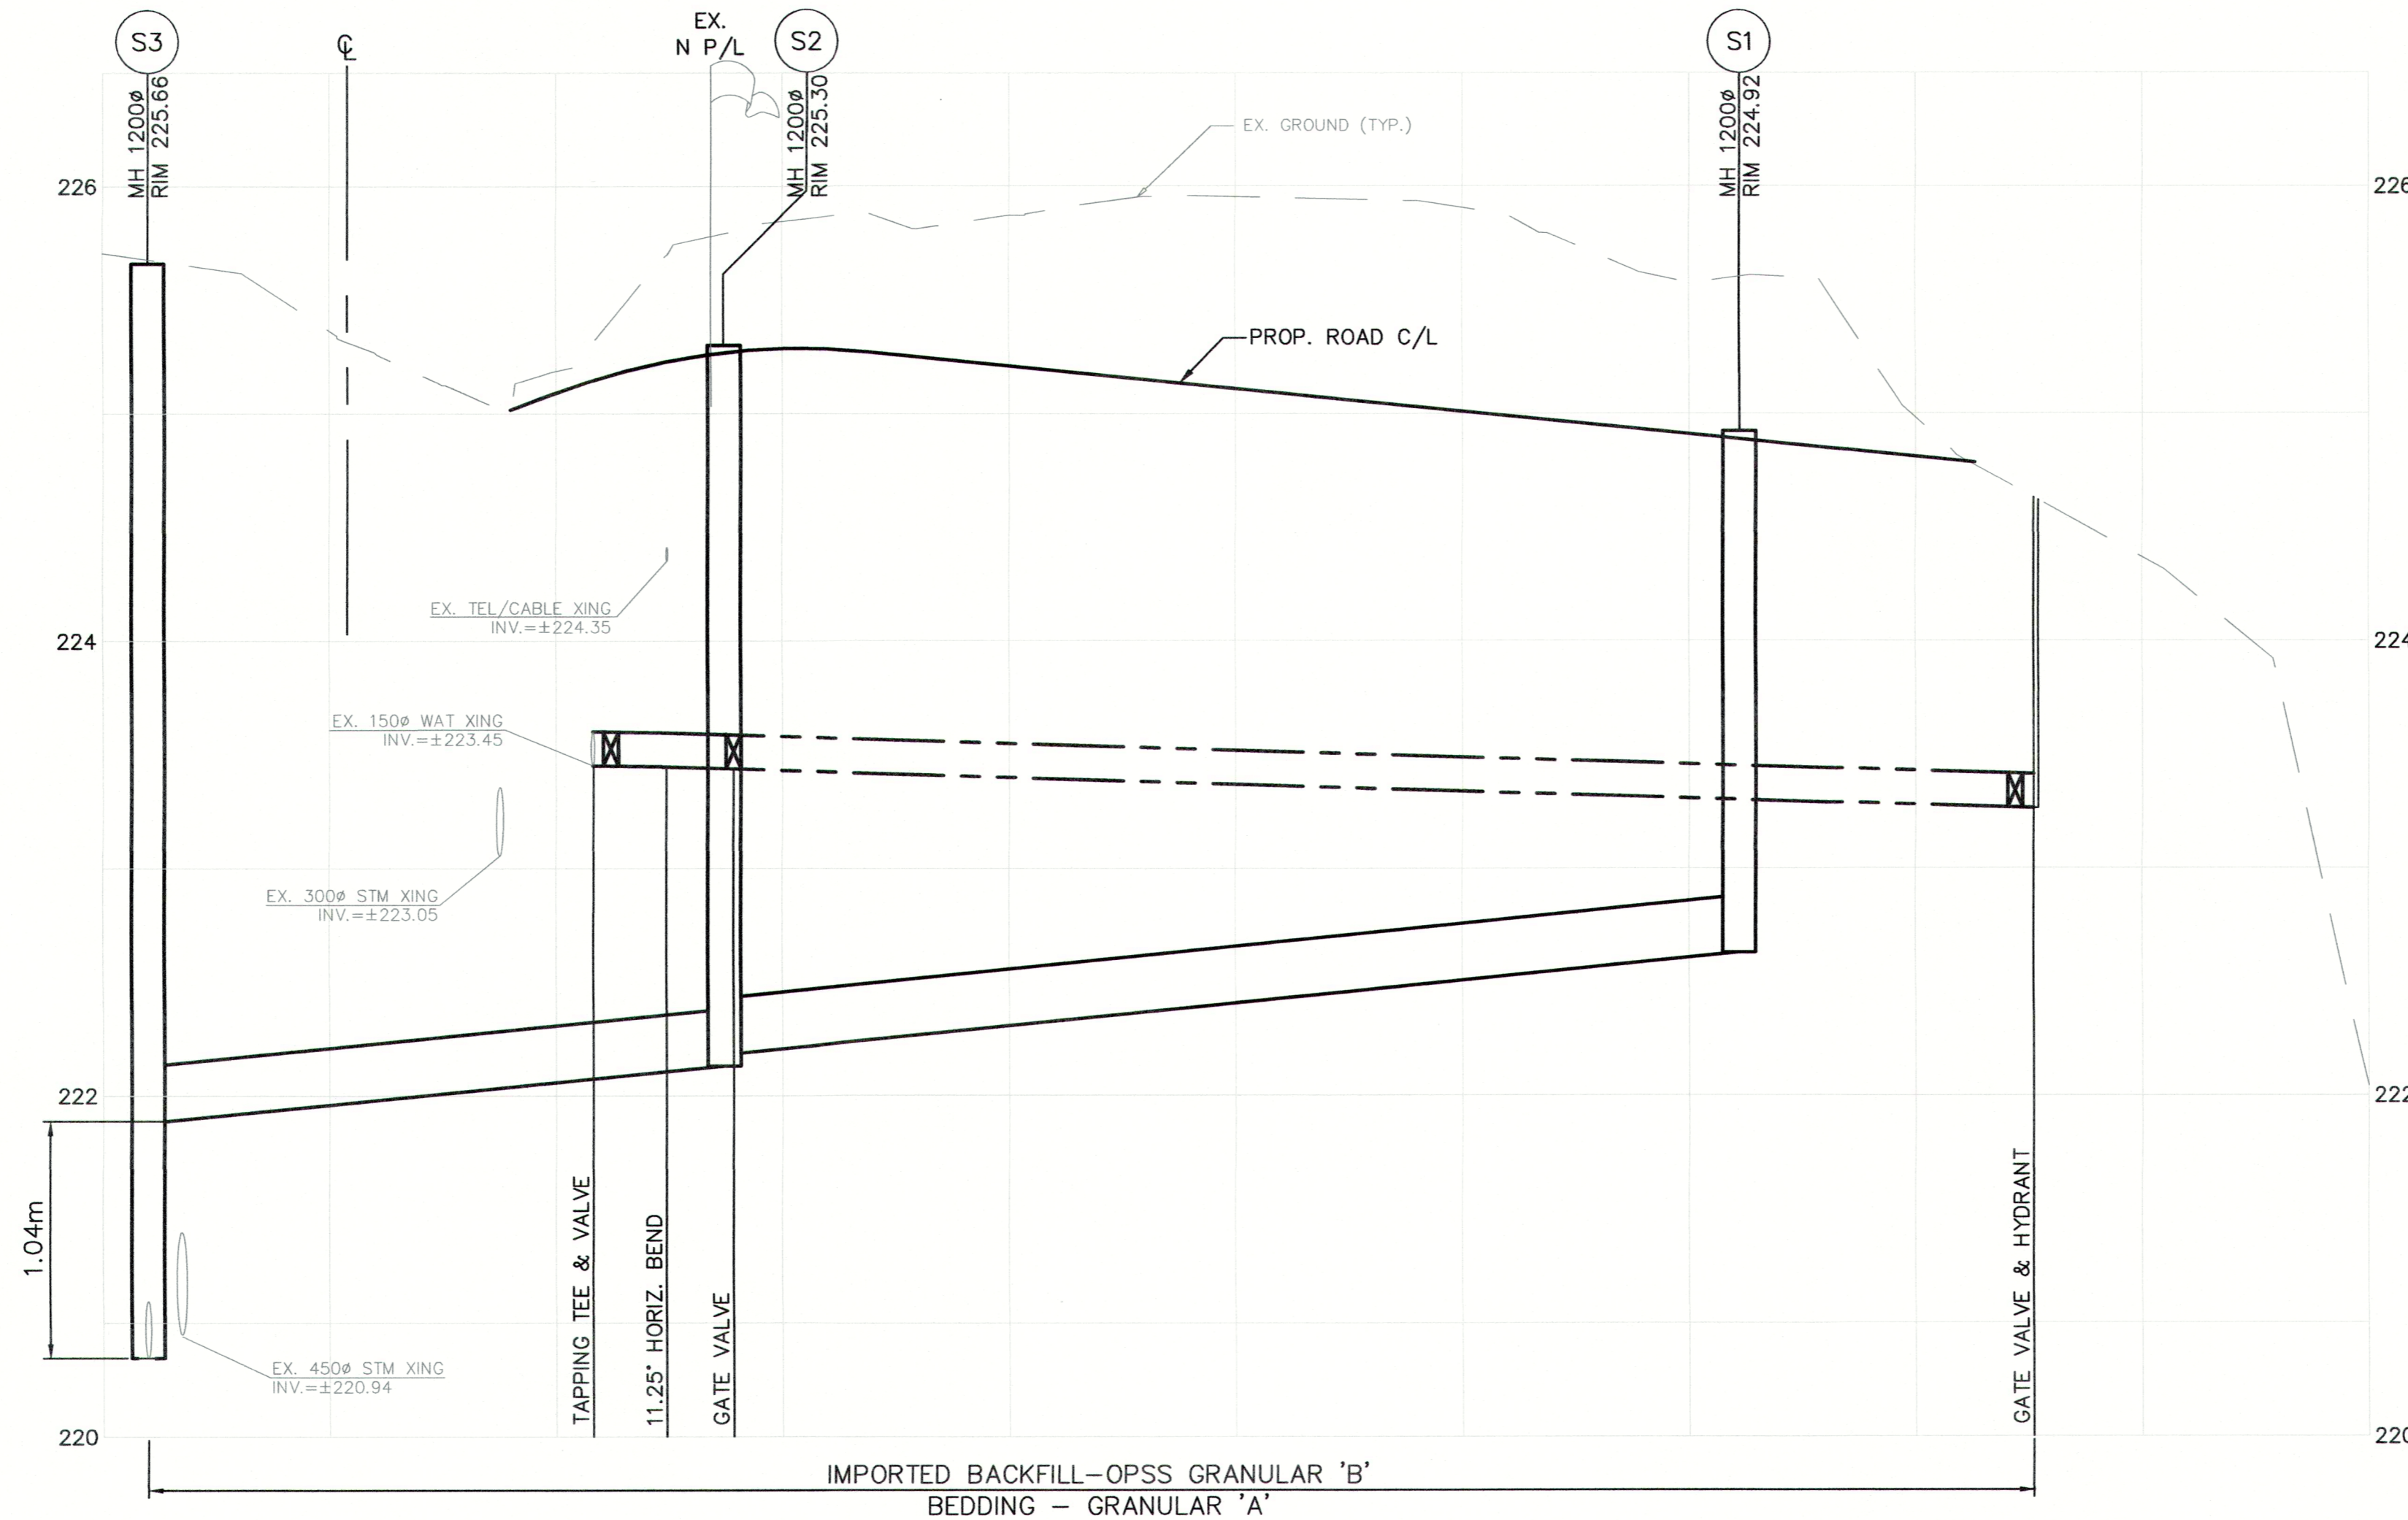 S3
℄
EX.
N P/L
S2
S1
MH 1200ø
RIM 225.66
MH 1200ø
RIM 225.30
MH 1200ø
RIM 224.92
EX. GROUND (TYP.)
226
226
PROP. ROAD C/L
EX. TEL/CABLE XING
INV.=±224.35
224
224
EX. 150ø WAT XING
INV.=±223.45
EX. 300ø STM XING
INV.=±223.05
222
222
1.04m
TAPPING TEE & VALVE
11.25° HORIZ. BEND
GATE VALVE
GATE VALVE & HYDRANT
EX. 450ø STM XING
INV.=±220.94
220
220
IMPORTED BACKFILL-OPSS GRANULAR 'B'
BEDDING - GRANULAR 'A'